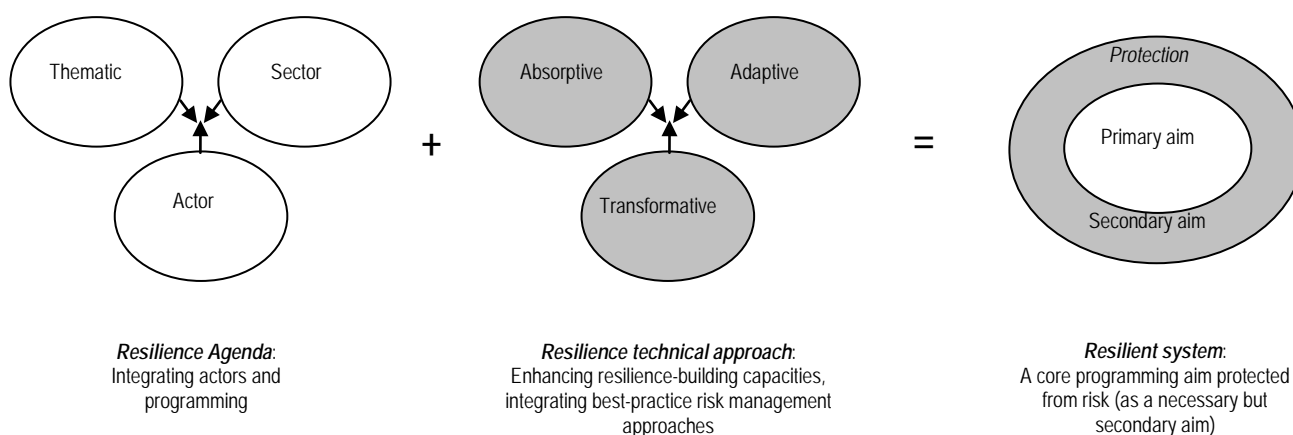 Thematic
Sector
Actor
+
Absorptive
Adaptive
Transformative
=
Protection
Primary aim
Secondary aim
Resilience Agenda:
Integrating actors and
programming
Resilience technical approach:
Enhancing resilience-building capacities,
integrating best-practice risk management
approaches
Resilient system:
A core programming aim protected
from risk (as a necessary but
secondary aim)